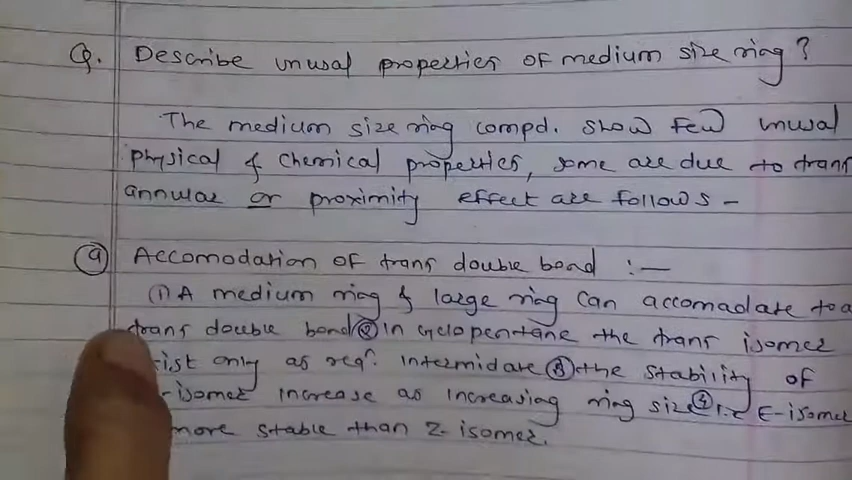 Q. Describe unusal properties of medium size ring?
The medium size ring compd. show few unusal
physical & chemical properties, some are due to trans
annular or proximity effect are follows -
a Accomodation of trans double bond :-
(1) A medium ring & large ring can accomadate to a
trans double bond (2) in cyclopentane the trans isomer
ist only as reqn. intermidate (3) the stability of
-isomer increase as increasing ring size (4) i.e E-isomer
more stable than Z-isomer.